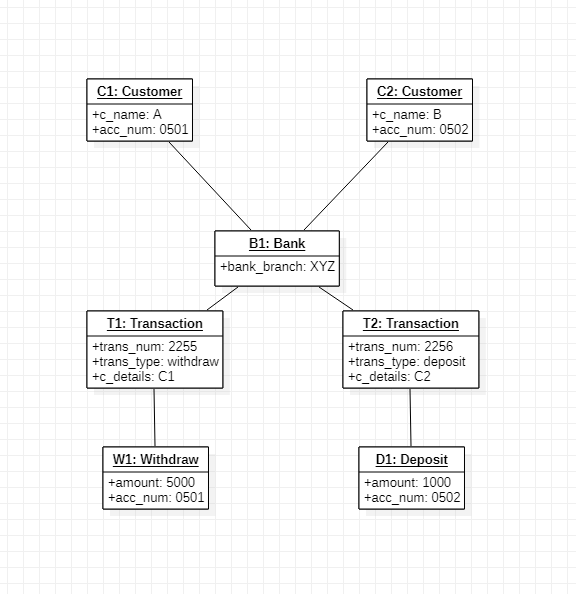 C1: Customer
+c_name: A
+acc_num: 0501
C2: Customer
+c_name: B
+acc_num: 0502
B1: Bank
+bank_branch: XYZ
T1: Transaction
+trans_num: 2255
+trans_type: withdraw
+c_details: C1
T2: Transaction
+trans_num: 2256
+trans_type: deposit
+c_details: C2
W1: Withdraw
+amount: 5000
+acc_num: 0501
D1: Deposit
+amount: 1000
+acc_num: 0502